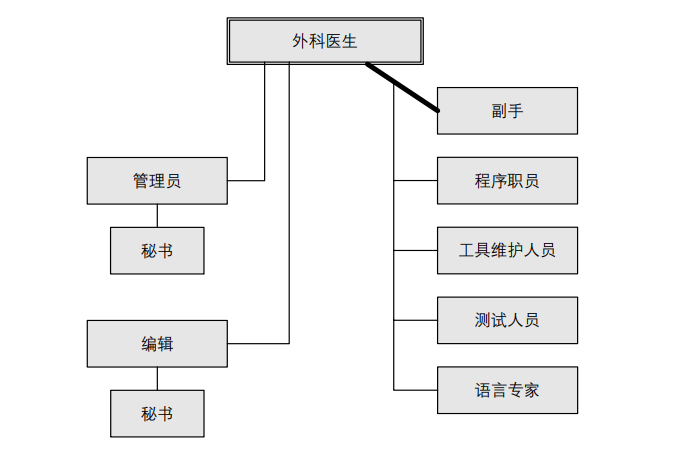 外科医生
副手
管理员
程序职员
秘书
工具维护人员
测试人员
编辑
语言专家
秘书